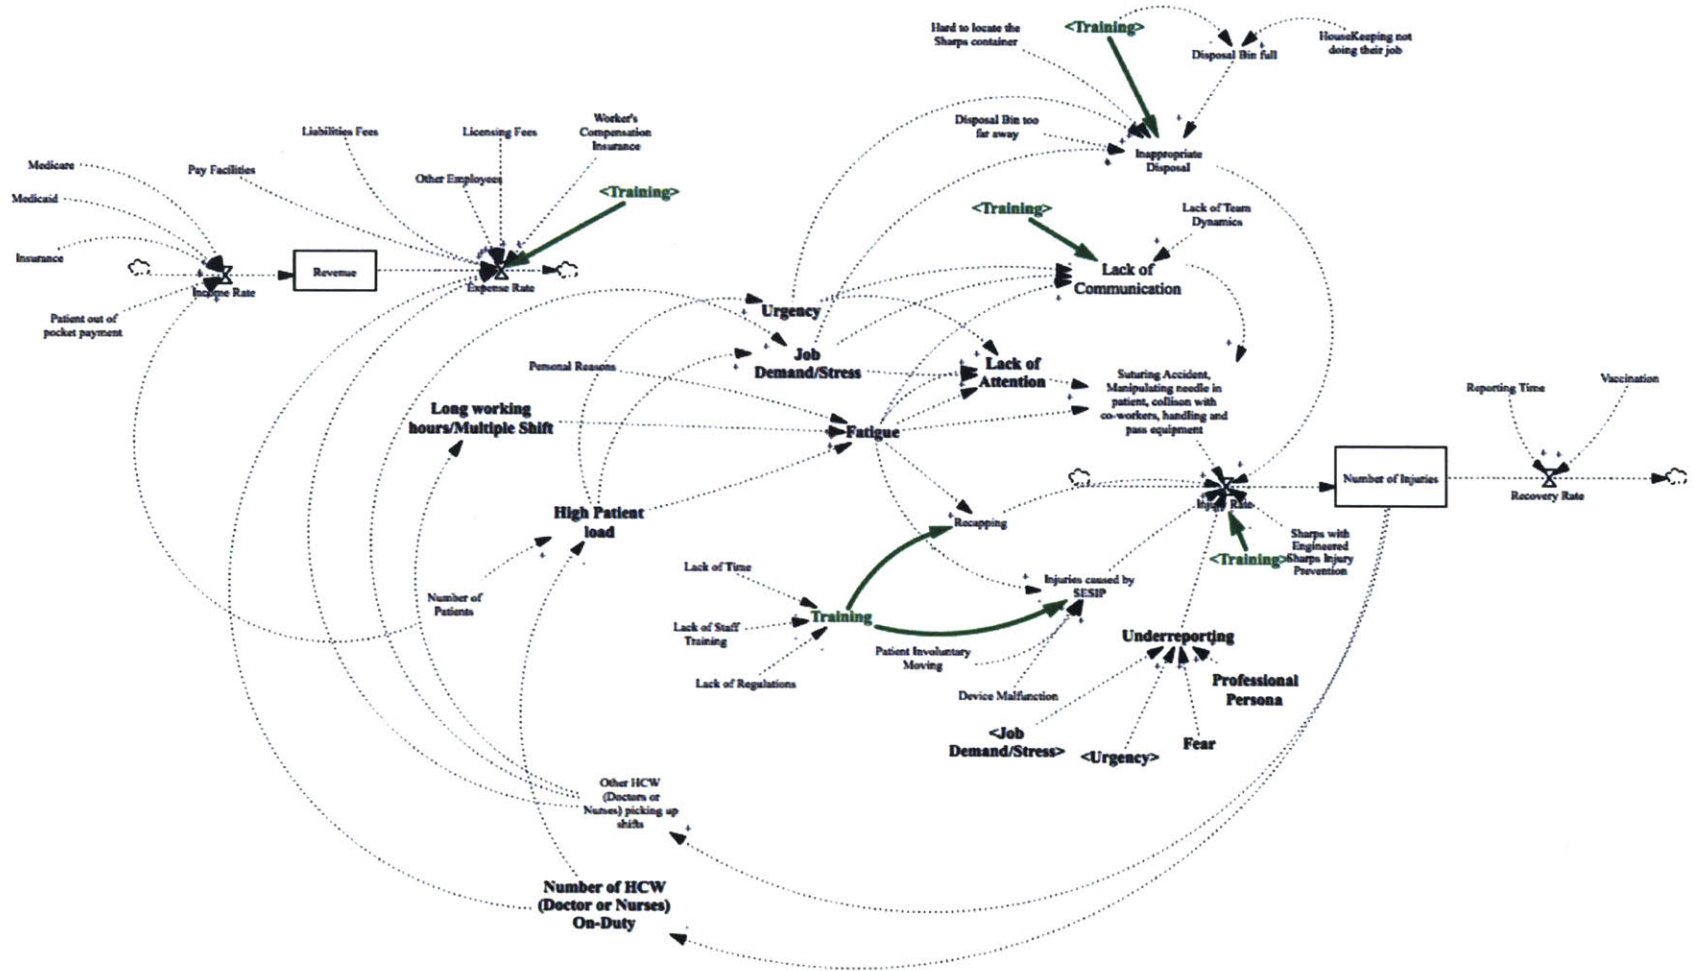 Hard to locate the
Sharps container
<Training>
Disposal Bin full
HouseKeeping not
doing their job
Disposal Bin too
far away
Inappropriate
Disposal
Liabilities Fees
Licensing Fees
Worker's
Compensation
Insurance
Medicare
Pay Facilities
Other Employees
<Training>
Medicaid
Insurance
Revenue
Income Rate
Expense Rate
Patient out of
pocket payment
<Training>
Lack of Team
Dynamics
Lack of
Communication
Urgency
Job
Demand/Stress
Personal Reasons
Lack of
Attention
Suturing Accident,
Manipulating needle in
patient, collison with
co-workers, handling and
pass equipment
Reporting Time
Vaccination
Long working
hours/Multiple Shift
Fatigue
Number of Injuries
Recovery Rate
Injury Rate
High Patient
load
Recapping
<Training>
Sharps with
Engineered
Sharps Injury
Prevention
Lack of Time
Injuries caused by
SESIP
Number of
Patients
Training
Lack of Staff
Training
Patient Involuntary
Moving
Underreporting
Lack of Regulations
Device Malfunction
Professional
Persona
<Job
Demand/Stress>
<Urgency>
Fear
Other HCW
(Doctors or
Nurses) picking up
shifts
Number of HCW
(Doctor or Nurses)
On-Duty